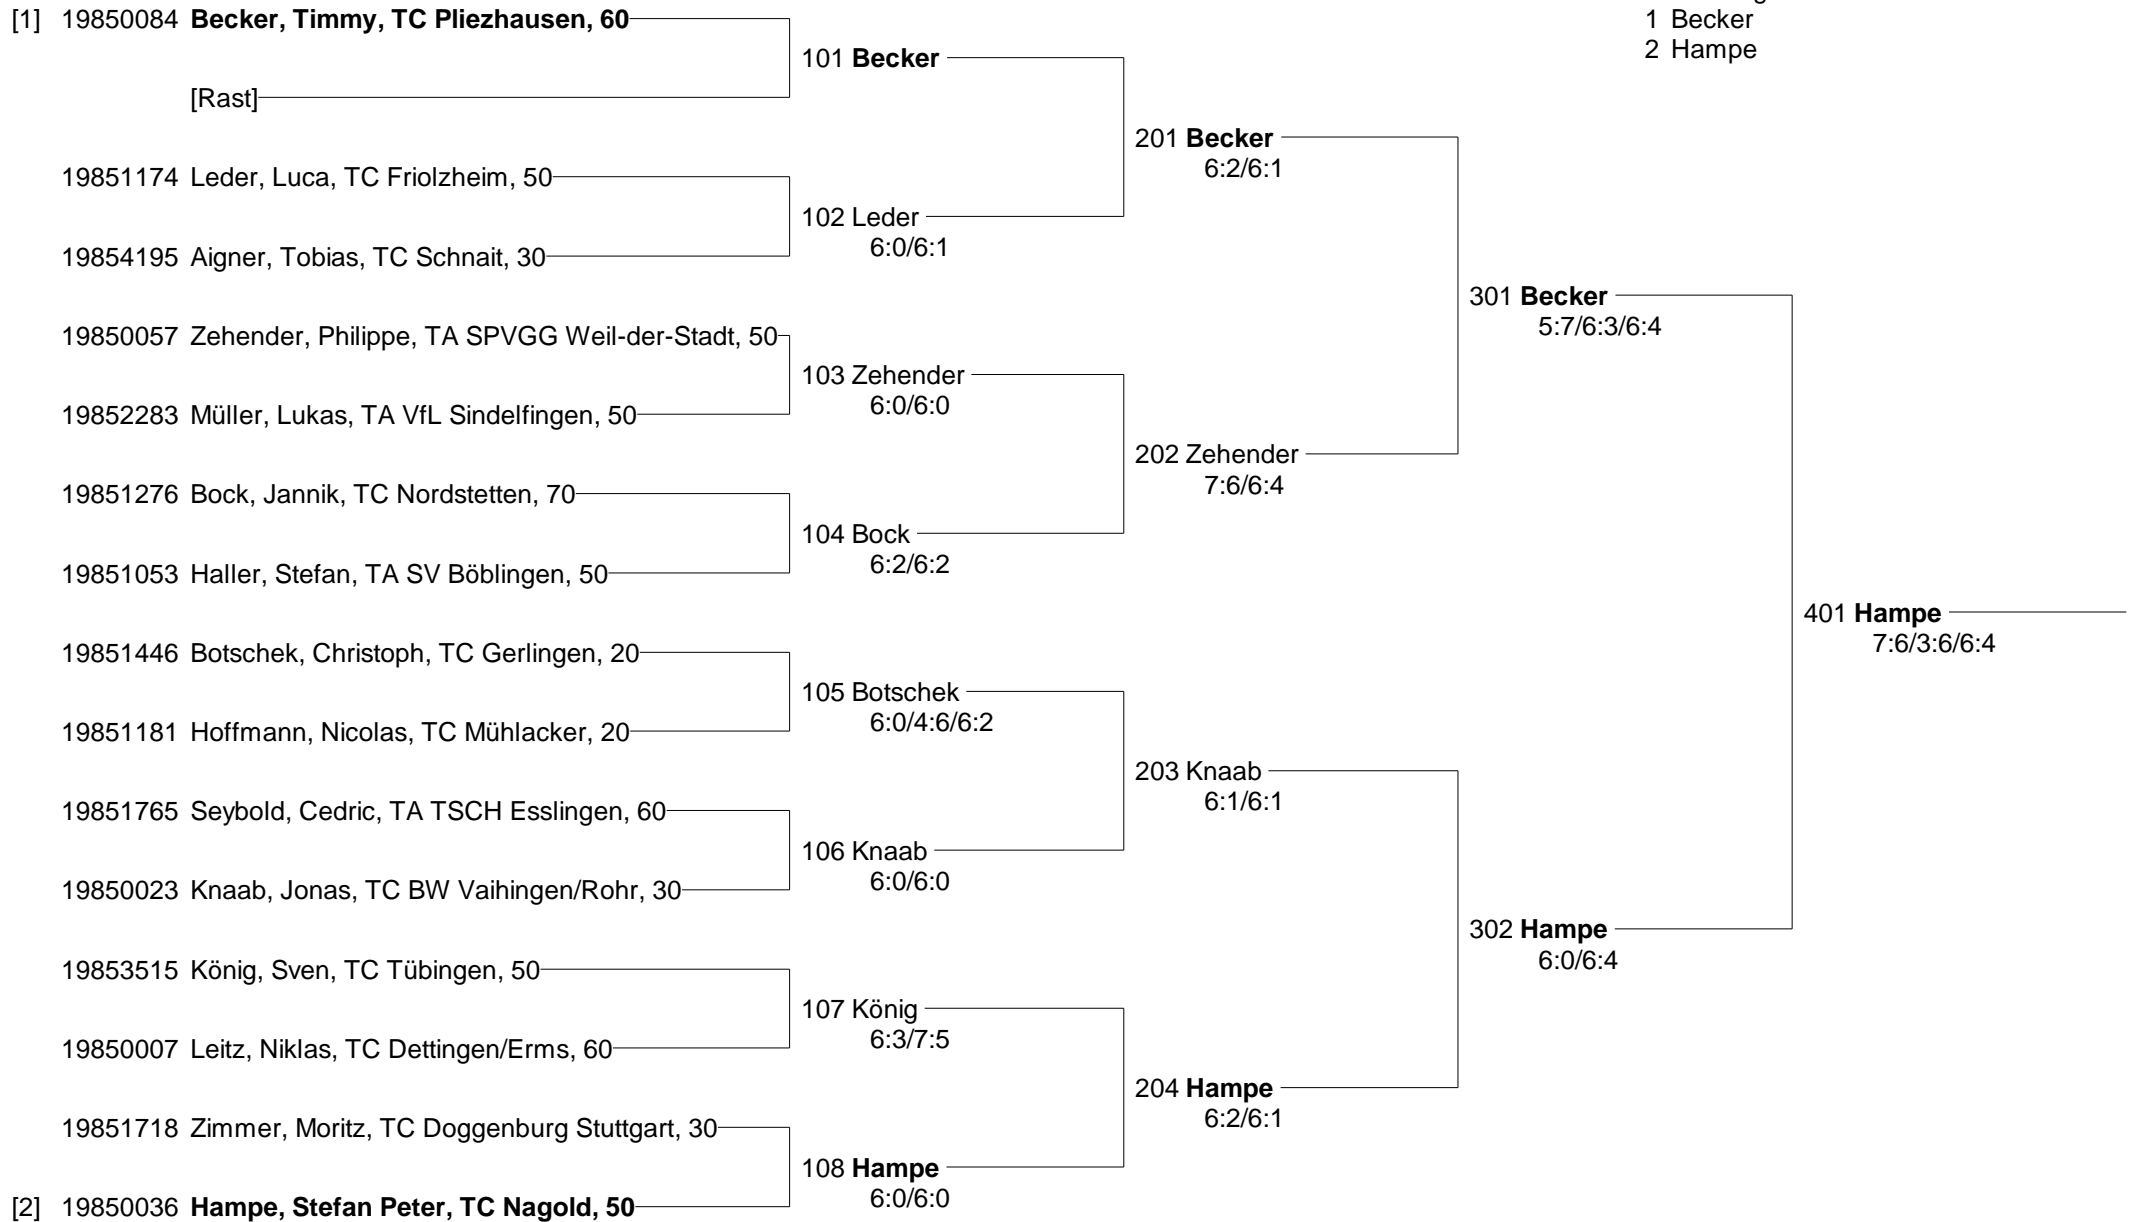 [1] 19850084 Becker, Timmy, TC Pliezhausen, 60
1 Becker
2 Hampe
101 Becker
[Rast]
201 Becker
6:2/6:1
19851174 Leder, Luca, TC Friolzheim, 50
102 Leder
6:0/6:1
19854195 Aigner, Tobias, TC Schnait, 30
301 Becker
5:7/6:3/6:4
19850057 Zehender, Philippe, TA SPVGG Weil-der-Stadt, 50
103 Zehender
6:0/6:0
19852283 Müller, Lukas, TA VfL Sindelfingen, 50
202 Zehender
7:6/6:4
19851276 Bock, Jannik, TC Nordstetten, 70
104 Bock
6:2/6:2
19851053 Haller, Stefan, TA SV Böblingen, 50
401 Hampe
7:6/3:6/6:4
19851446 Botschek, Christoph, TC Gerlingen, 20
105 Botschek
6:0/4:6/6:2
19851181 Hoffmann, Nicolas, TC Mühlacker, 20
203 Knaab
6:1/6:1
19851765 Seybold, Cedric, TA TSCH Esslingen, 60
106 Knaab
6:0/6:0
19850023 Knaab, Jonas, TC BW Vaihingen/Rohr, 30
302 Hampe
6:0/6:4
19853515 König, Sven, TC Tübingen, 50
107 König
6:3/7:5
19850007 Leitz, Niklas, TC Dettingen/Erms, 60
204 Hampe
6:2/6:1
19851718 Zimmer, Moritz, TC Doggenburg Stuttgart, 30
108 Hampe
6:0/6:0
[2] 19850036 Hampe, Stefan Peter, TC Nagold, 50